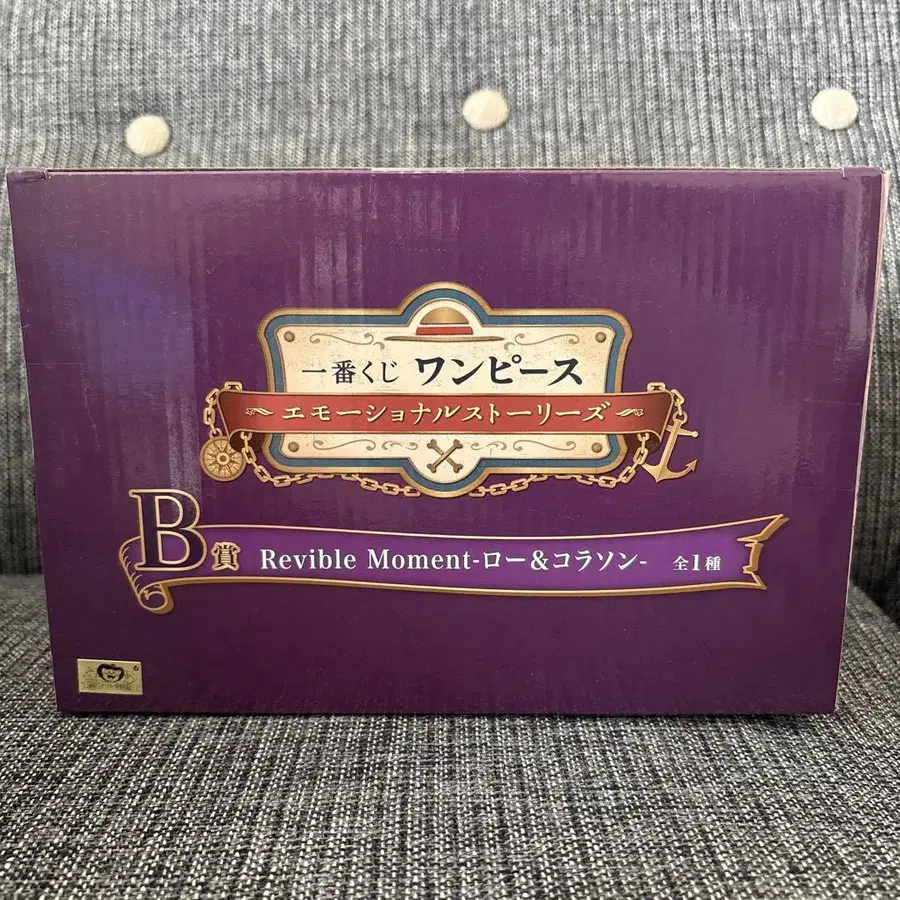 一番くじ ワンピース
エモーショナルストーリーズ
B賞 Revible Moment-ロー&コラソン- 全1種